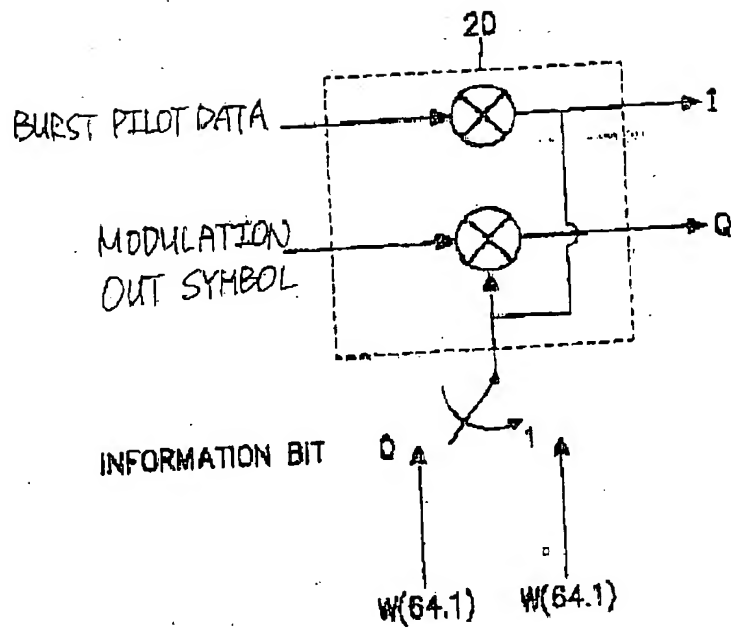 20
BURST PILOT DATA
I
MODULATION
OUT SYMBOL
Q
INFORMATION BIT
0
1
W(64.1)
W(64.1)